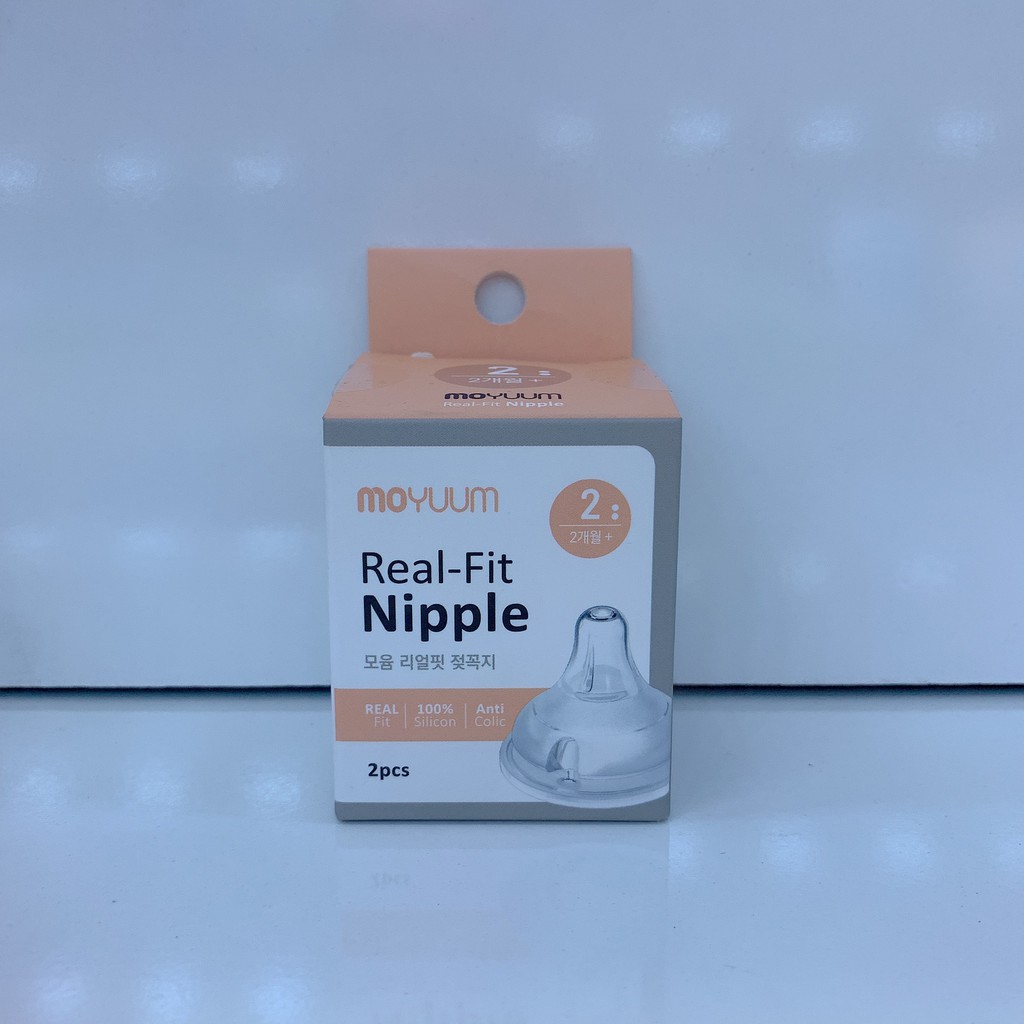 2 :
2개월 +
moyuum
Real-Fit Nipple
moyuum
2 :
2개월 +
Real-Fit
Nipple
모윰 리얼핏 젖꼭지
REAL Fit | 100% Silicon | Anti Colic
2pcs